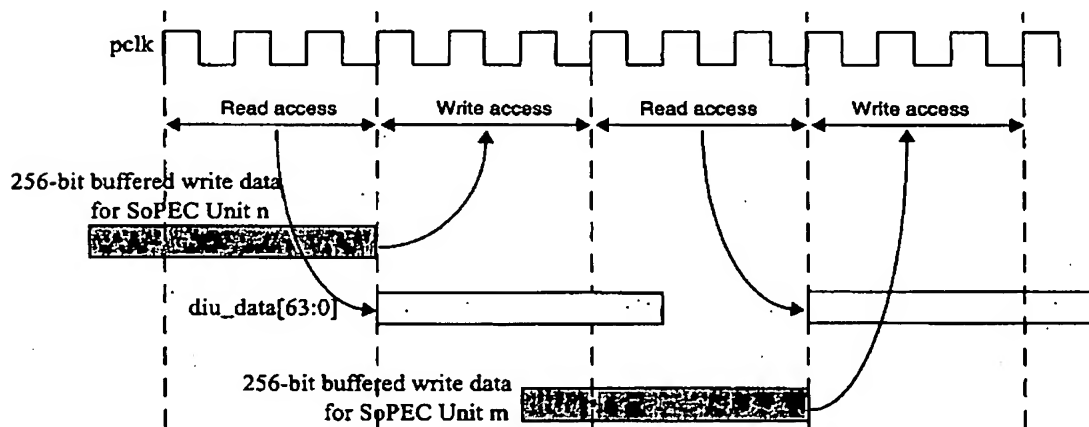 pclk
Read access Write access Read access Write access
256-bit buffered write data
for SoPEC Unit n
diu_data[63:0]
256-bit buffered write data
for SoPEC Unit m